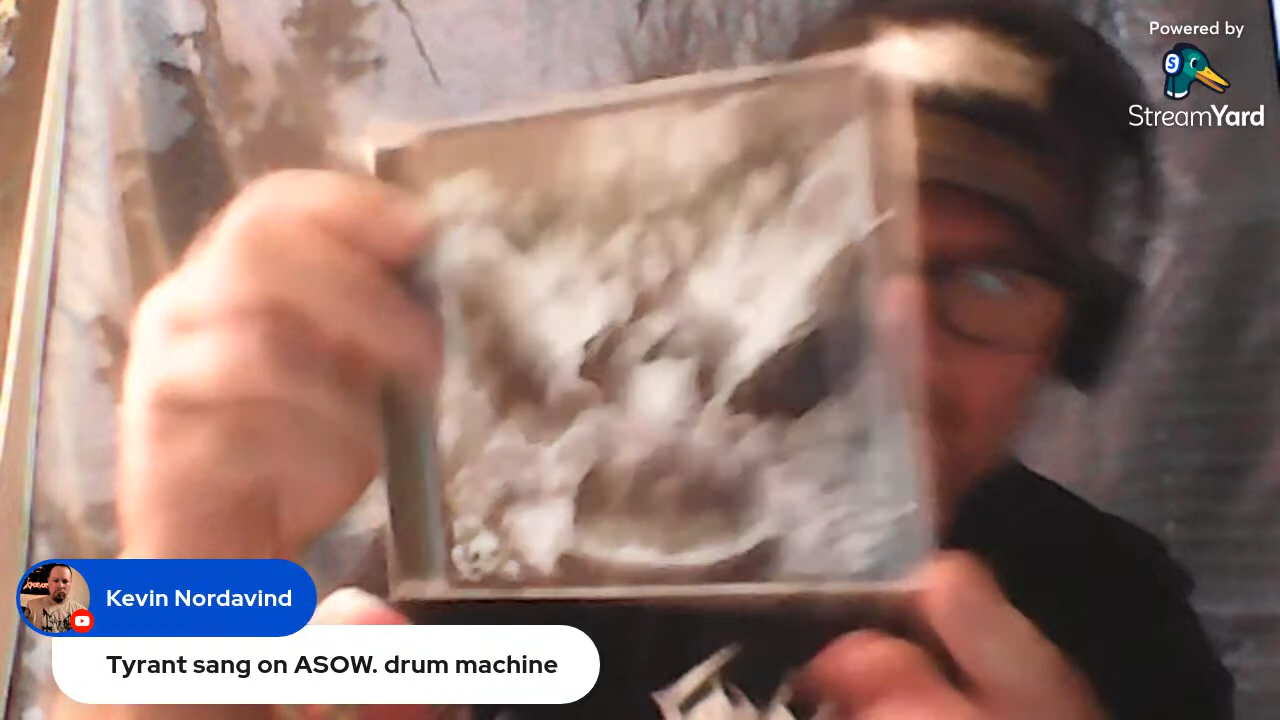 Powered by
StreamYard
Kevin Nordavind
Tyrant sang on ASOW. drum machine